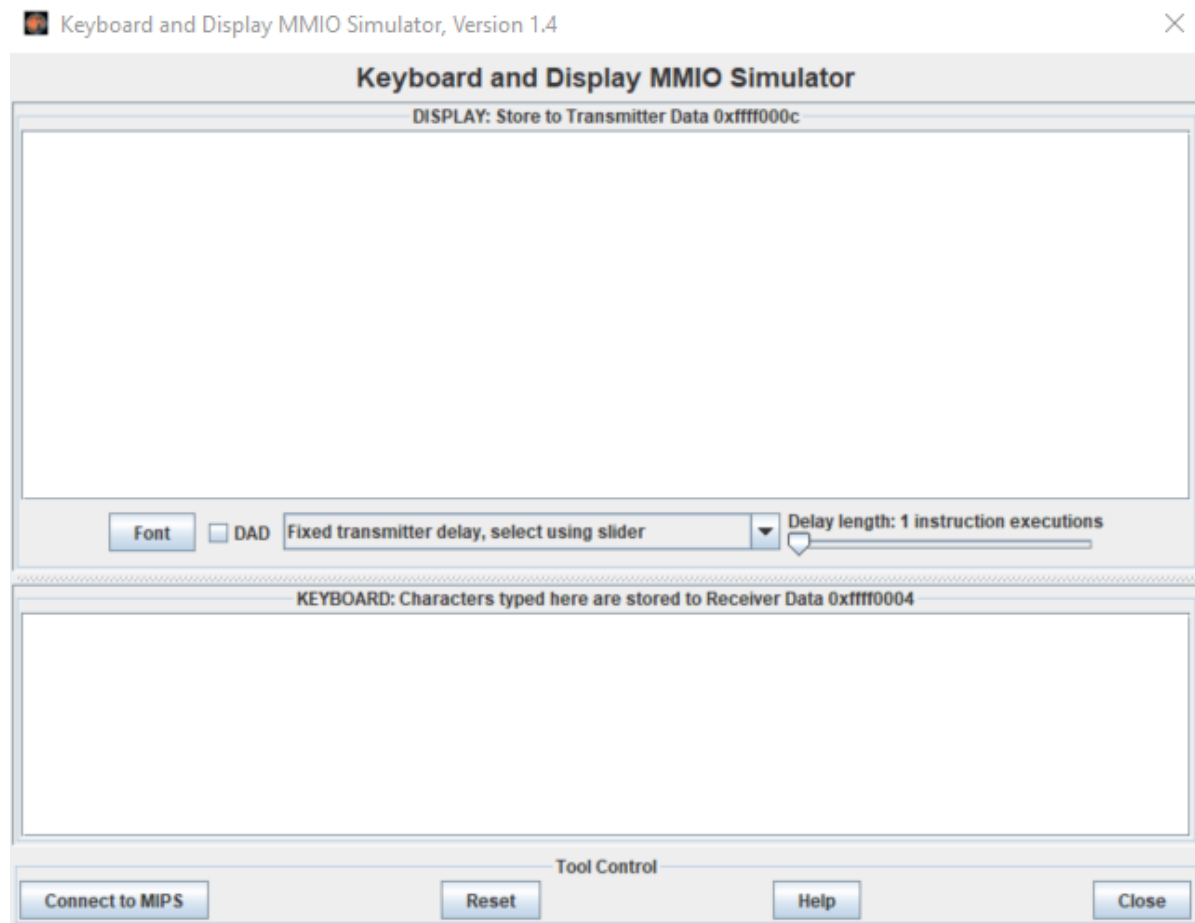 Keyboard and Display MMIO Simulator, Version 1.4
Keyboard and Display MMIO Simulator
DISPLAY: Store to Transmitter Data 0xffff000c
Font
DAD
Fixed transmitter delay, select using slider
Delay length: 1 instruction executions
KEYBOARD: Characters typed here are stored to Receiver Data 0xffff0004
Tool Control
Connect to MIPS
Reset
Help
Close